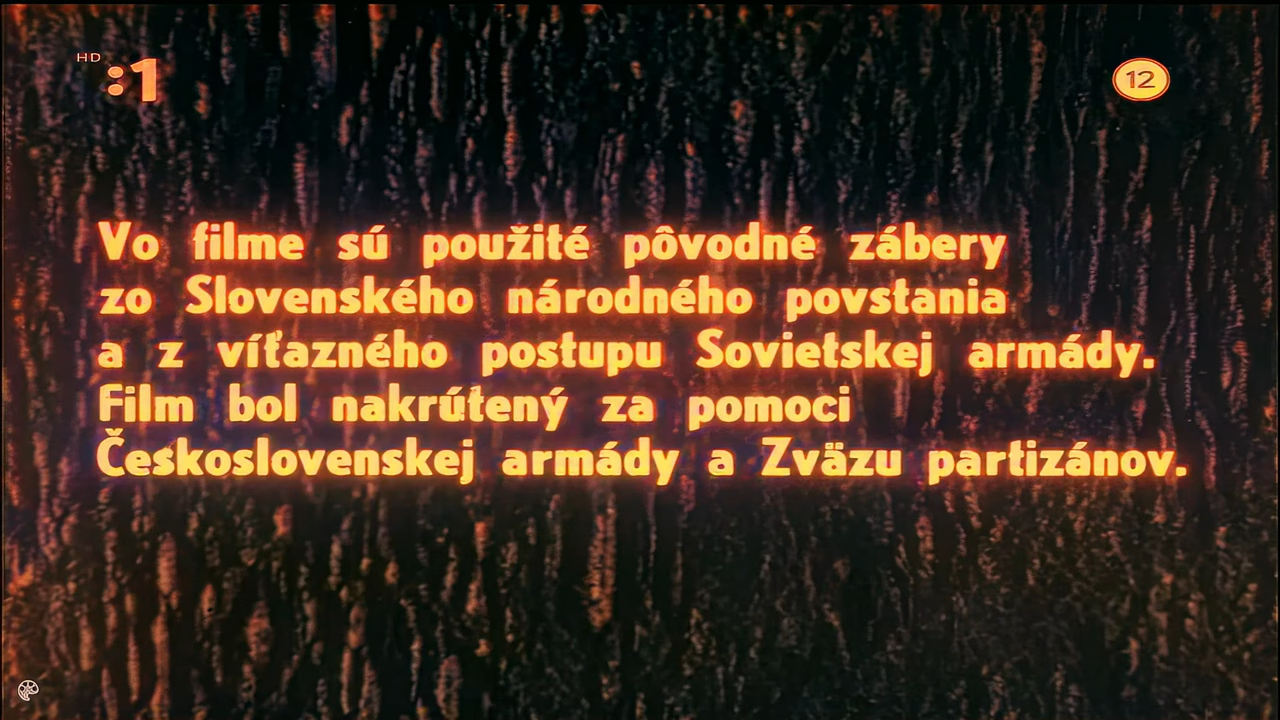 HD
:1
12
Vo filme sú použité pôvodné zábery
zo Slovenského národného povstania
a z víťazného postupu Sovietskej armády.
Film bol nakrútený za pomoci
Československej armády a Zväzu partizánov.